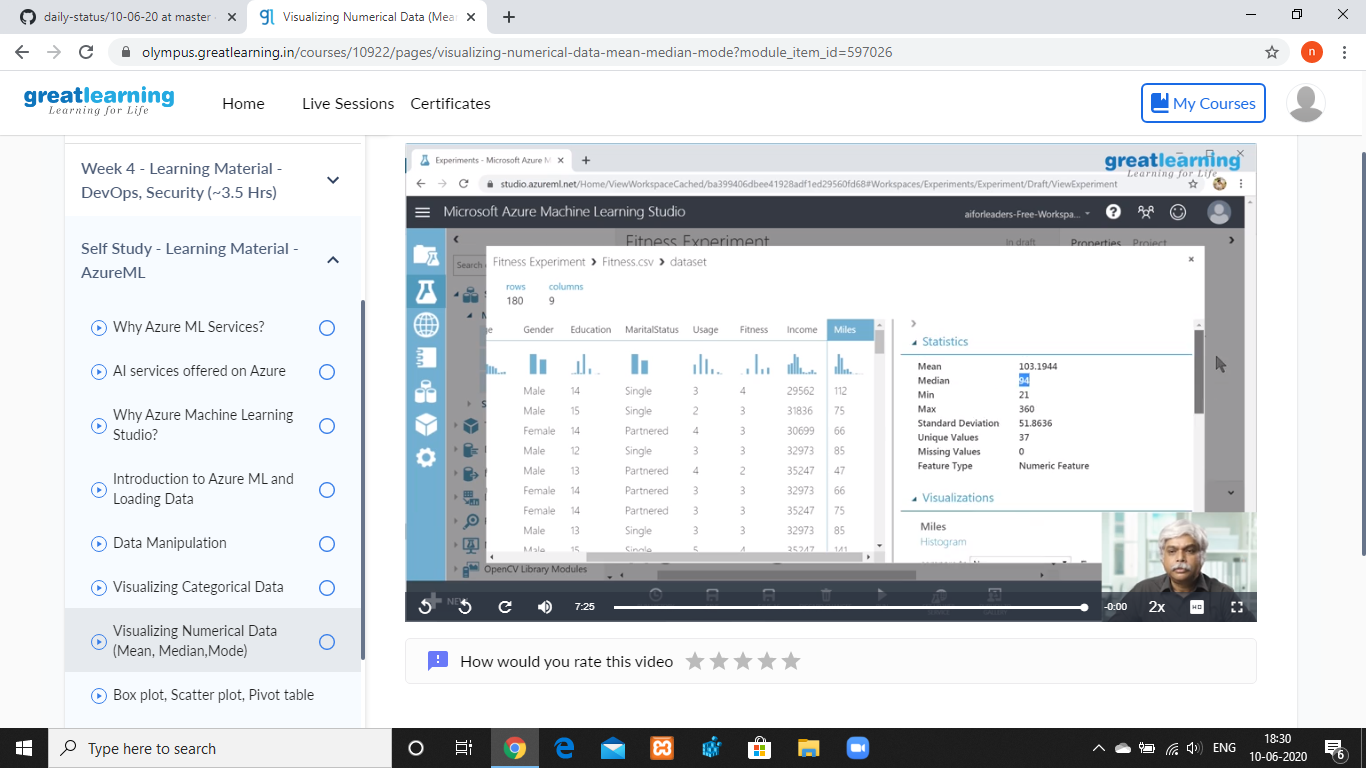 daily-status/10-06-20 at master
Visualizing Numerical Data (Mea
olympus.greatlearning.in/courses/10922/pages/visualizing-numerical-data-mean-median-mode?module_item_id=597026
n
greatlearning
Learning for Life
Home
Live Sessions
Certificates
My Courses
Week 4 - Learning Material -
DevOps, Security (~3.5 Hrs)
Self Study - Learning Material -
AzureML
Why Azure ML Services?
AI services offered on Azure
Why Azure Machine Learning
Studio?
Introduction to Azure ML and
Loading Data
Data Manipulation
Visualizing Categorical Data
Visualizing Numerical Data
(Mean, Median,Mode)
Box plot, Scatter plot, Pivot table
Experiments - Microsoft Azure M
greatlearning
Learning for Life
studio.azureml.net/Home/ViewWorkspaceCached/ba399406dbee41928adf1ed29560fd68#Workspaces/Experiments/Experiment/Draft/ViewExperiment
Microsoft Azure Machine Learning Studio
aiforleaders-Free-Workspa...
Fitness Experiment
In draft
Properties Project
Search
Fitness Experiment > Fitness.csv > dataset
rows columns
180 9
ge Gender Education MaritalStatus Usage Fitness Income Miles
Male 14 Single 3 4 29562 112
Male 15 Single 2 3 31836 75
Female 14 Partnered 4 3 30699 66
Male 12 Single 3 3 32973 85
Male 13 Partnered 4 2 35247 47
Female 14 Partnered 3 3 32973 66
Female 14 Partnered 3 3 35247 75
Male 13 Single 3 3 32973 85
Male 15 Single 5 4 35247 141
Statistics
Mean 103.1944
Median 94
Min 21
Max 360
Standard Deviation 51.8636
Unique Values 37
Missing Values 0
Feature Type Numeric Feature
Visualizations
Miles
Histogram
OpenCV Library Modules
NEW
7:25
-0:00
2x
HD
How would you rate this video
Type here to search
ENG
18:30
10-06-2020
6